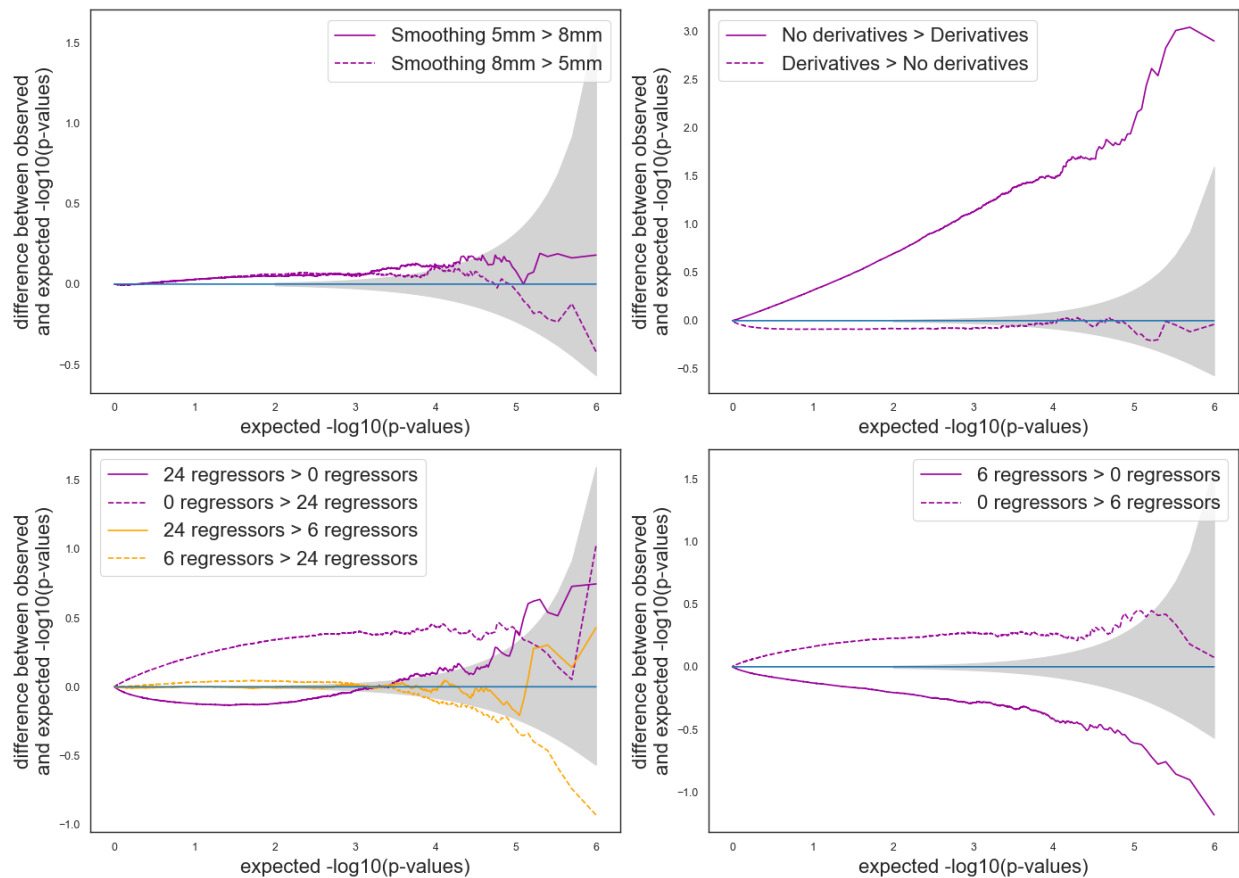 Smoothing 5mm > 8mm
Smoothing 8mm > 5mm
difference between observed
and expected -log10(p-values)
1.5
1.0
0.5
0.0
−0.5
0 1 2 3 4 5 6
expected -log10(p-values)
No derivatives > Derivatives
Derivatives > No derivatives
difference between observed
and expected -log10(p-values)
3.0
2.5
2.0
1.5
1.0
0.5
0.0
−0.5
0 1 2 3 4 5 6
expected -log10(p-values)
24 regressors > 0 regressors
0 regressors > 24 regressors
24 regressors > 6 regressors
6 regressors > 24 regressors
difference between observed
and expected -log10(p-values)
1.5
1.0
0.5
0.0
−0.5
−1.0
0 1 2 3 4 5 6
expected -log10(p-values)
6 regressors > 0 regressors
0 regressors > 6 regressors
difference between observed
and expected -log10(p-values)
1.5
1.0
0.5
0.0
−0.5
−1.0
0 1 2 3 4 5 6
expected -log10(p-values)